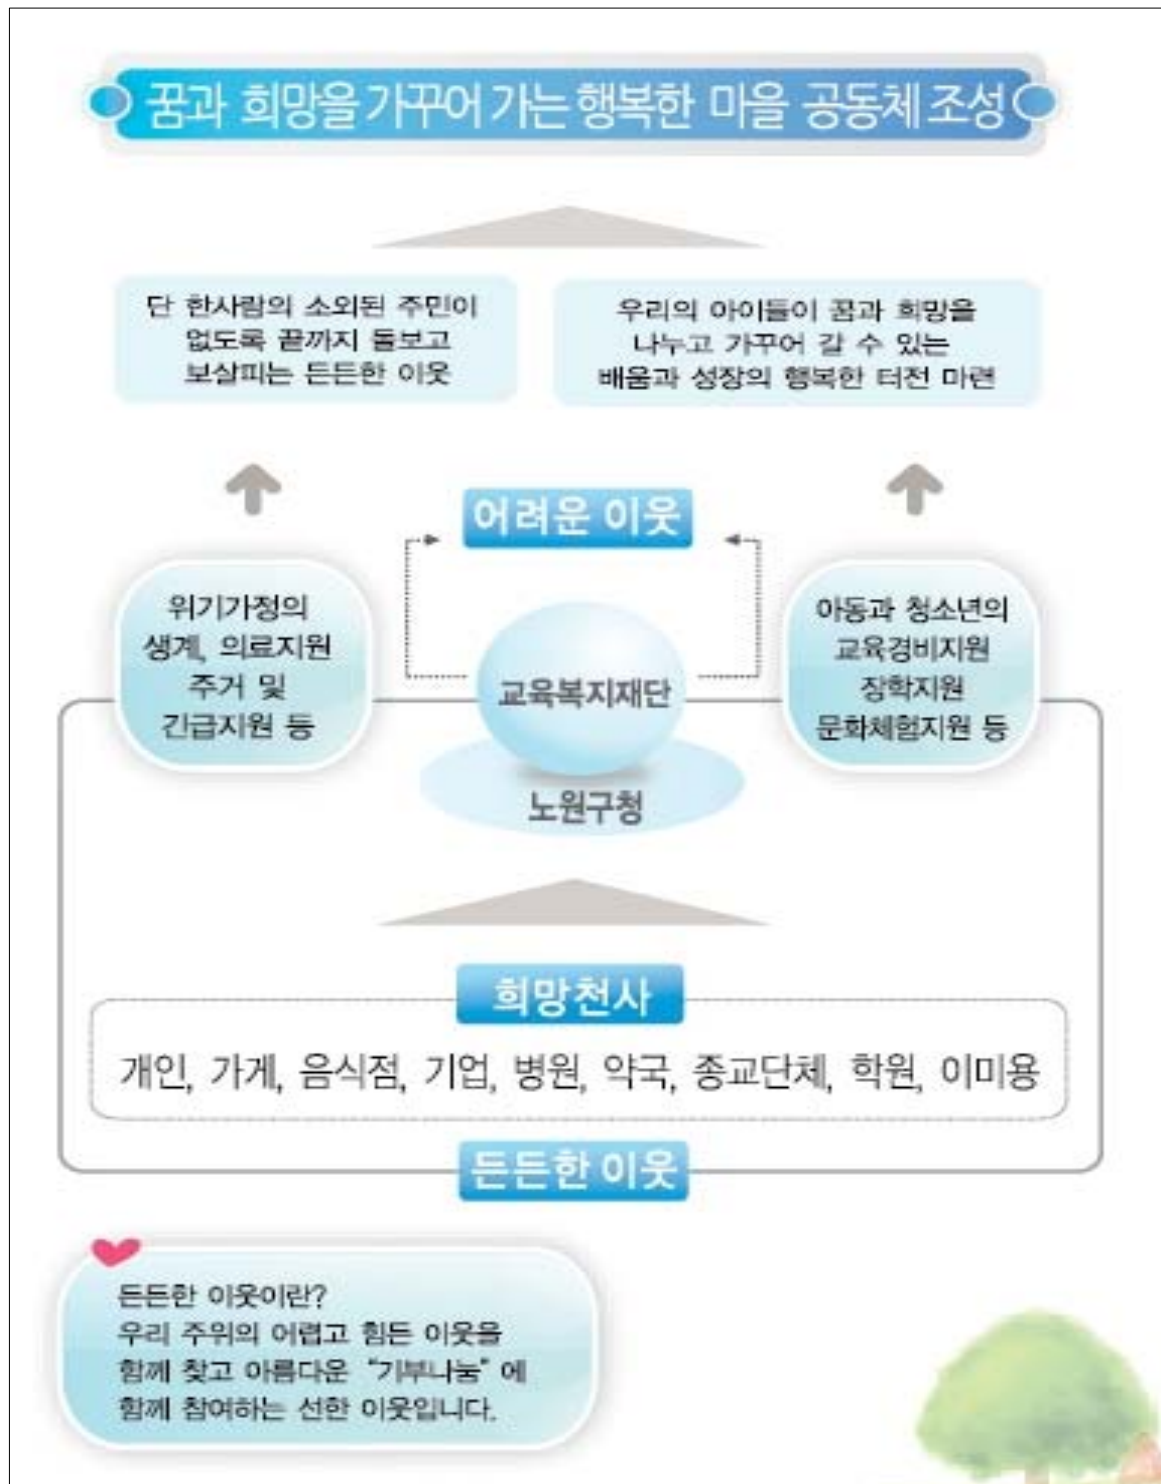 꿈과 희망을 가꾸어 가는 행복한 마을 공동체 조성
단 한사람의 소외된 주민이
없도록 끝까지 돌보고
보살피는 든든한 이웃
우리의 아이들이 꿈과 희망을
나누고 가꾸어 갈 수 있는
배움과 성장의 행복한 터전 마련
어려운 이웃
위기가정의
생계, 의료지원
주거 및
긴급지원 등
교육복지재단
노원구청
아동과 청소년의
교육경비지원
장학지원
문화체험지원 등
희망천사
개인, 가게, 음식점, 기업, 병원, 약국, 종교단체, 학원, 이미용
든든한 이웃
든든한 이웃이란?
우리 주위의 어렵고 힘든 이웃을
함께 찾고 아름다운 “기부나눔” 에
함께 참여하는 선한 이웃입니다.